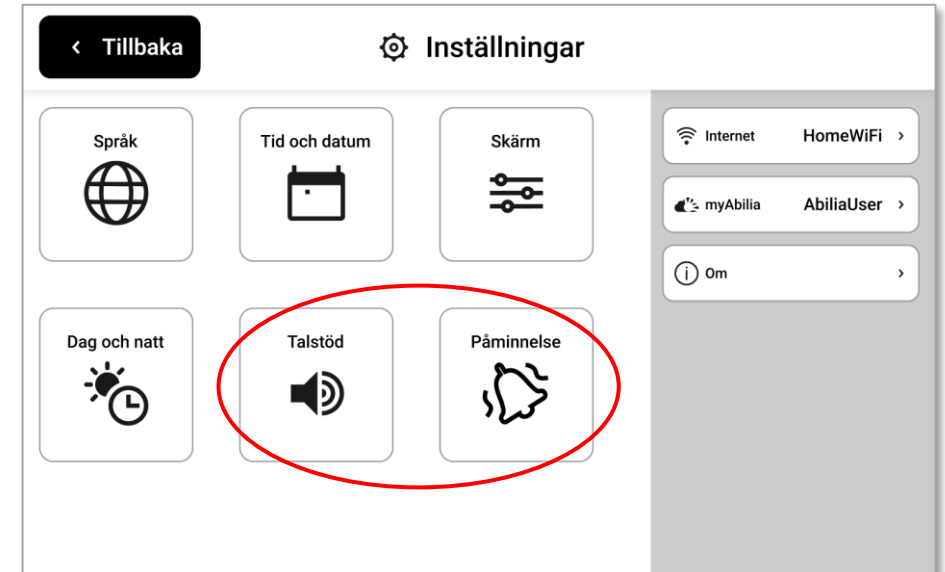 Tillbaka
Inställningar
Språk
Tid och datum
Skärm
Dag och natt
Talstöd
Påminnelse
Internet HomeWiFi
myAbilia AbiliaUser
Om